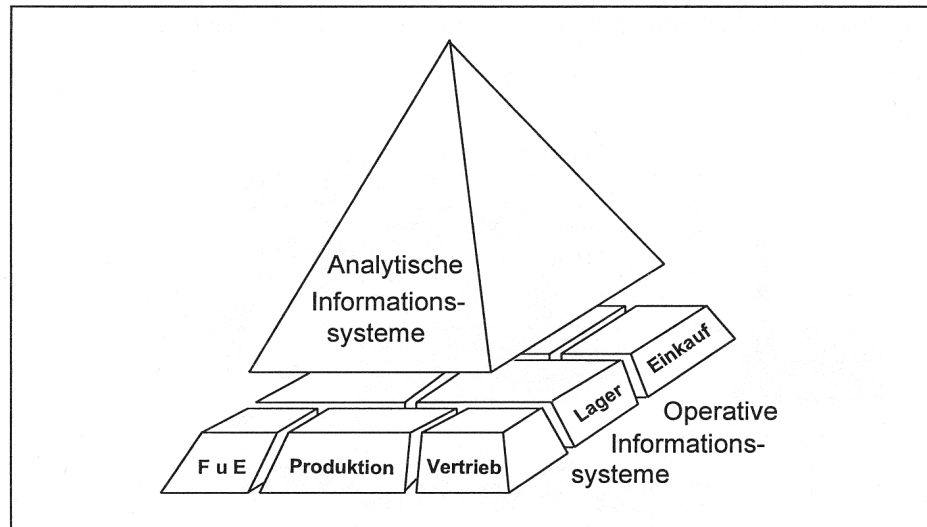 Analytische
Informations-
systeme
Einkauf
Lager
Operative
Informations-
systeme
F u E
Produktion
Vertrieb